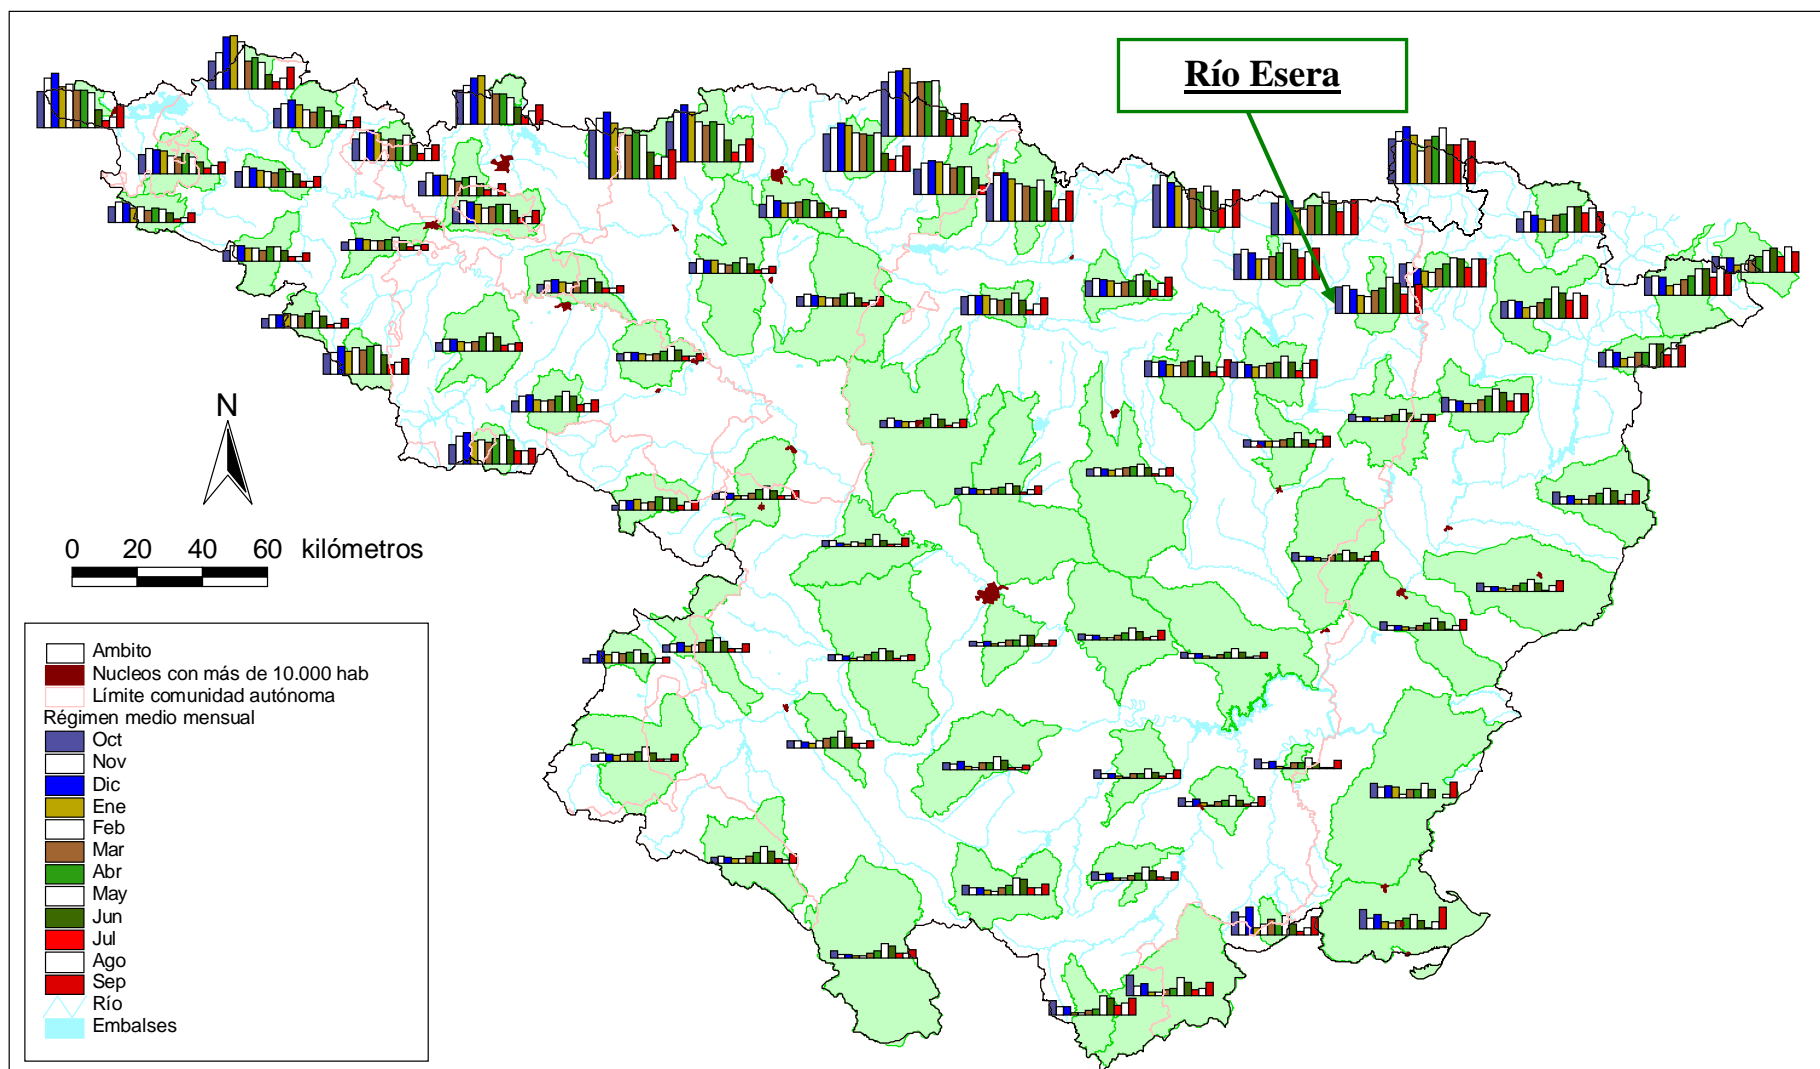 Río Esera
N
0 20 40 60 kilómetros
Ambito
Nucleos con más de 10.000 hab
Límite comunidad autónoma
Régimen medio mensual
Oct
Nov
Dic
Ene
Feb
Mar
Abr
May
Jun
Jul
Ago
Sep
Río
Embalses